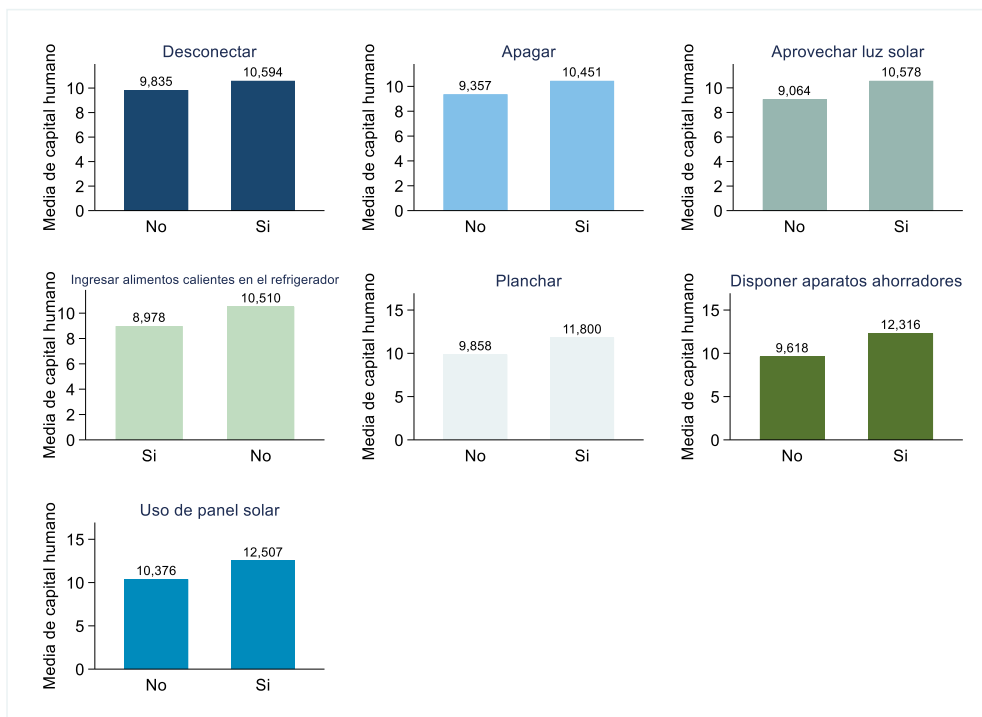 Desconectar
Media de capital humano
10
8
6
4
2
0
9,835
10,594
No
Si
Apagar
Media de capital humano
10
8
6
4
2
0
9,357
10,451
No
Si
Aprovechar luz solar
Media de capital humano
10
8
6
4
2
0
9,064
10,578
No
Si
Ingresar alimentos calientes en el refrigerador
Media de capital humano
10
8
6
4
2
0
8,978
10,510
Si
No
Planchar
Media de capital humano
15
10
5
0
9,858
11,800
No
Si
Disponer aparatos ahorradores
Media de capital humano
15
10
5
0
9,618
12,316
No
Si
Uso de panel solar
Media de capital humano
15
10
5
0
10,376
12,507
No
Si